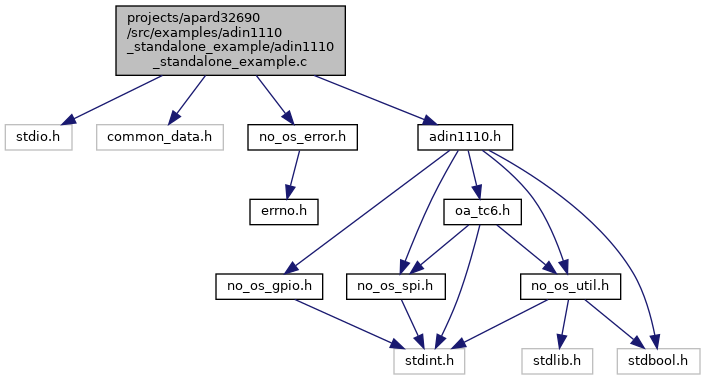 projects/apard32690
/src/examples/adin1110
_standalone_example/adin1110
_standalone_example.c
stdio.h
common_data.h
no_os_error.h
adin1110.h
errno.h
oa_tc6.h
no_os_gpio.h
no_os_spi.h
no_os_util.h
stdint.h
stdlib.h
stdbool.h